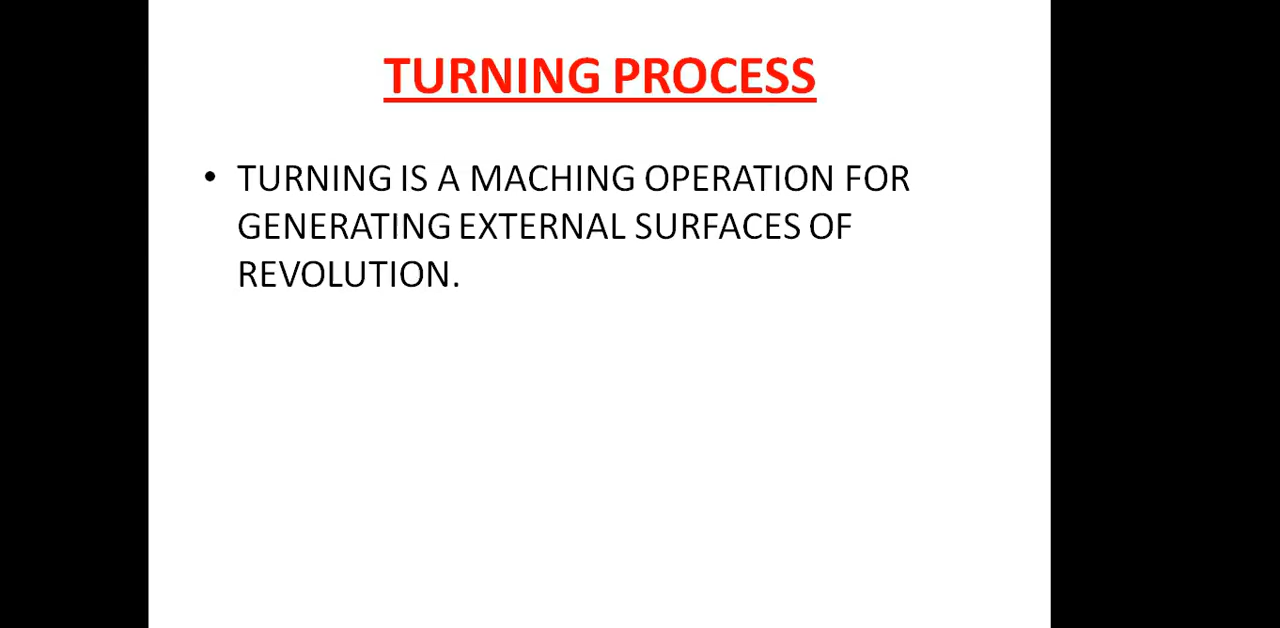 TURNING PROCESS
• TURNING IS A MACHING OPERATION FOR
GENERATING EXTERNAL SURFACES OF
REVOLUTION.